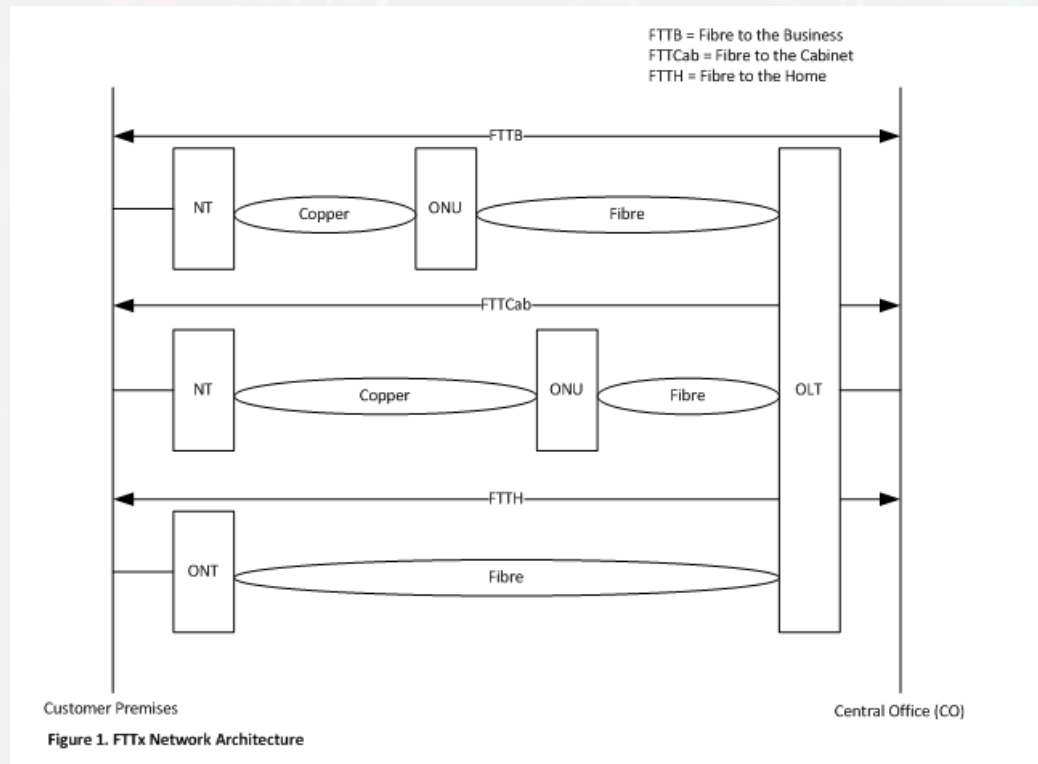 FTTB = Fibre to the Business
FTTCab = Fibre to the Cabinet
FTTH = Fibre to the Home
FTTB
NT
Copper
ONU
Fibre
FTTCab
NT
Copper
ONU
Fibre
OLT
FTTH
ONT
Fibre
Customer Premises
Central Office (CO)
Figure 1. FTTx Network Architecture